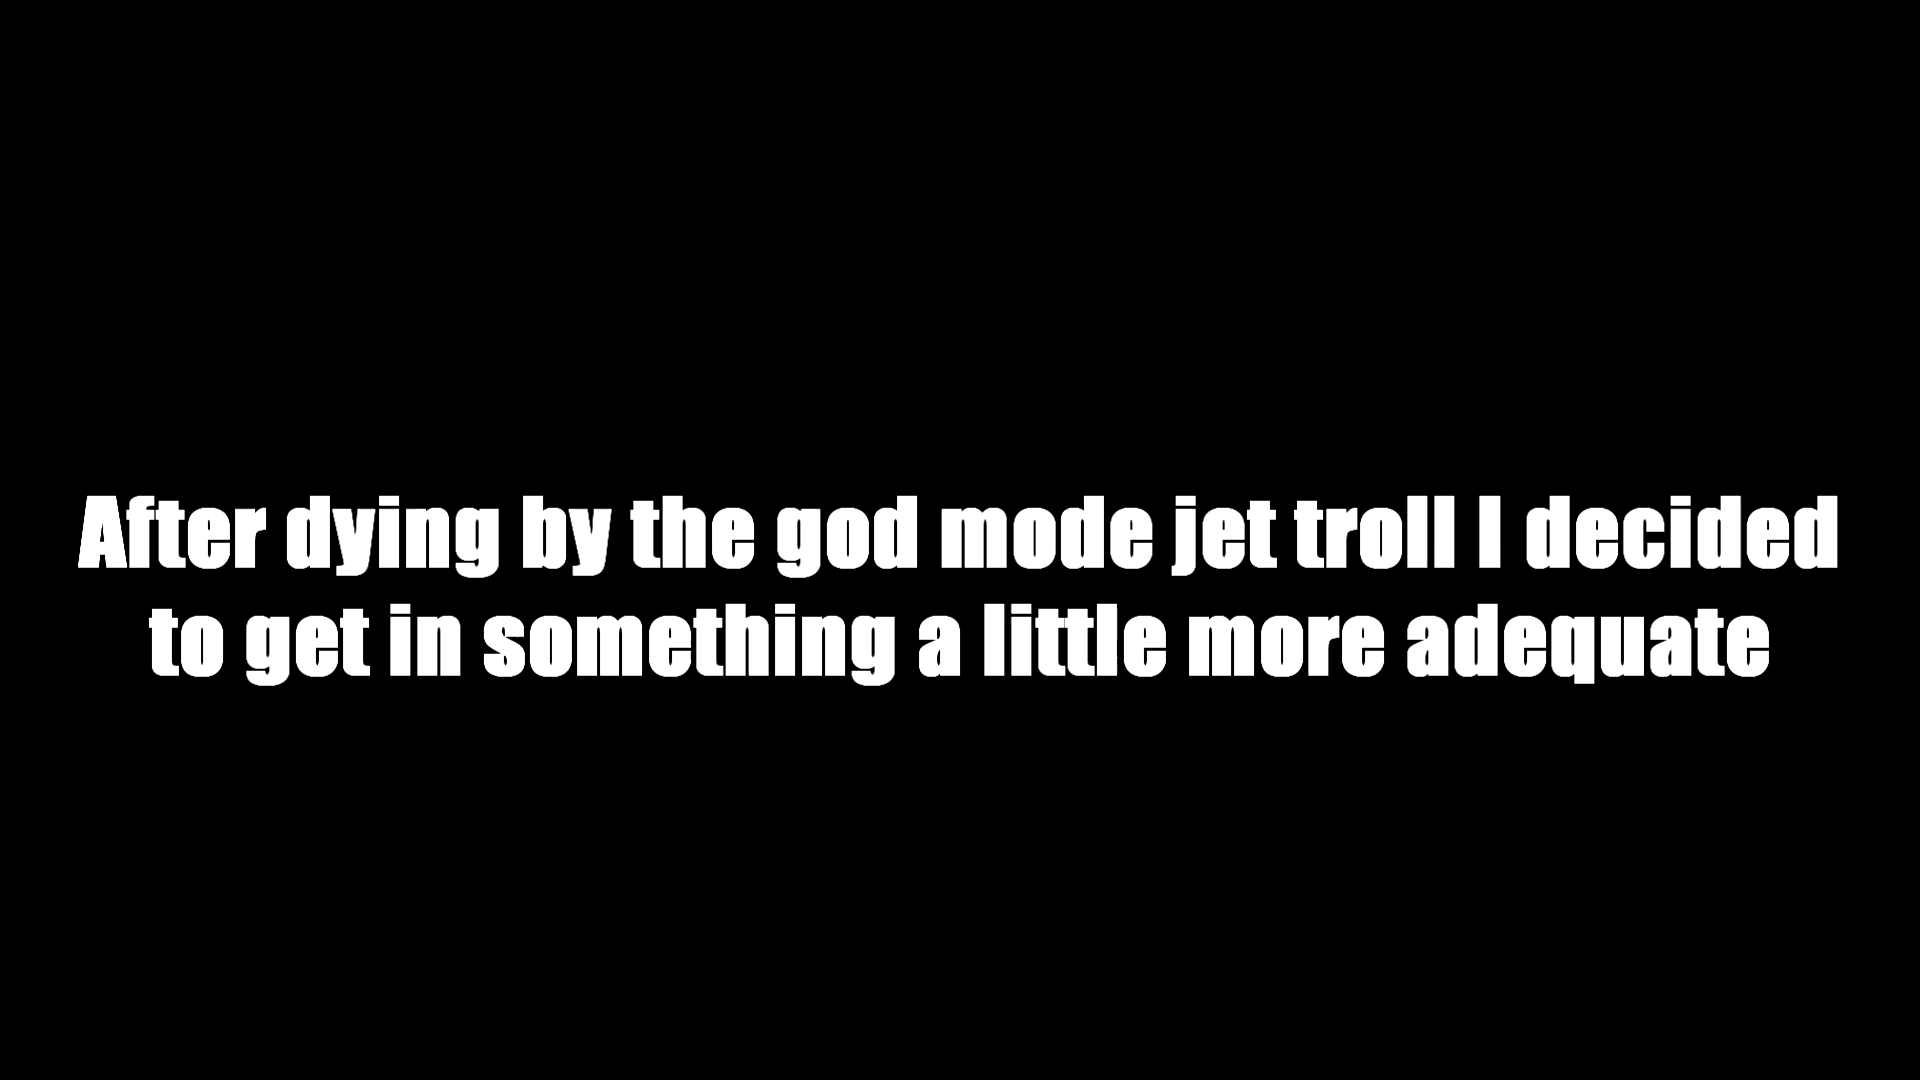 After dying by the god mode jet troll I decided
to get in something a little more adequate